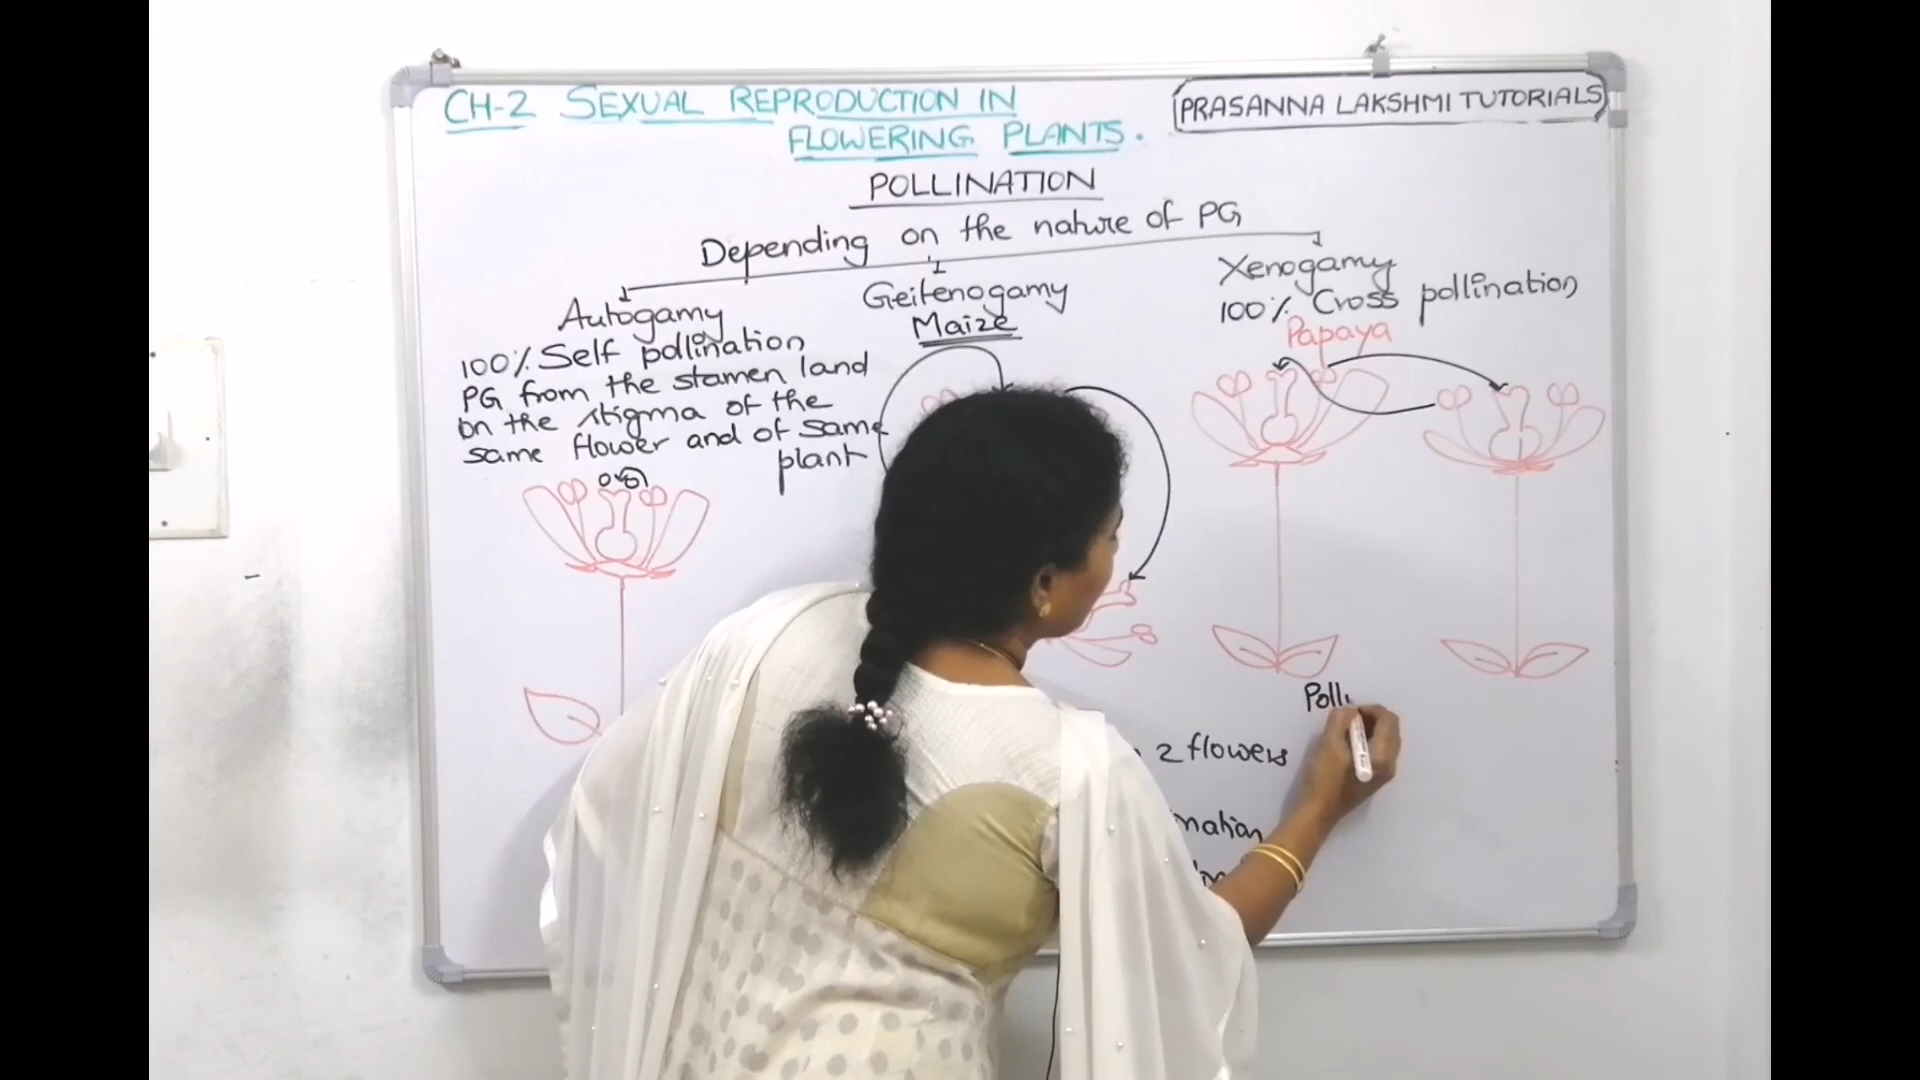 CH-2 SEXUAL REPRODUCTION IN
FLOWERING PLANTS.
PRASANNA LAKSHMI TUTORIALS
POLLINATION
Depending on the nature of PG
Autogamy
100% Self pollination
PG from the stamen land
on the stigma of the
same flower and of same
plant
Geitenogamy
Maize
2 flowers
Xenogamy
100% Cross pollination
Papaya
Polli